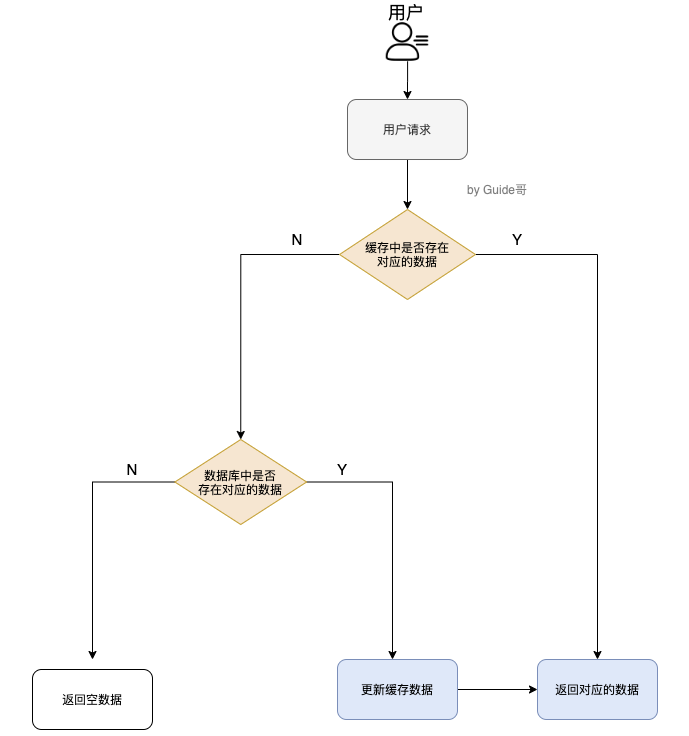 用户
用户请求
by Guide哥
缓存中是否存在
对应的数据
N
Y
数据库中是否
存在对应的数据
N
Y
返回空数据
更新缓存数据
返回对应的数据